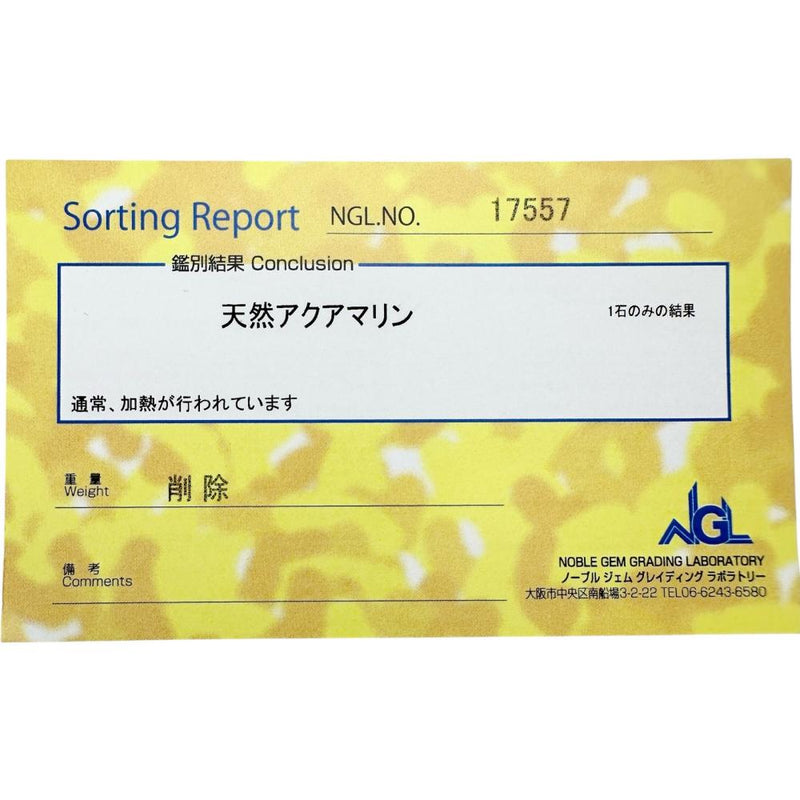 Sorting Report NGL.NO. 17557
鑑別結果 Conclusion
天然アクアマリン 1石のみの結果
通常、加熱が行われています
重量 削除
Weight
NGL
備考
Comments
NOBLE GEM GRADING LABORATORY
ノーブル ジェム グレイディング ラボラトリー
大阪市中央区南船場3-2-22 TEL06-6243-6580